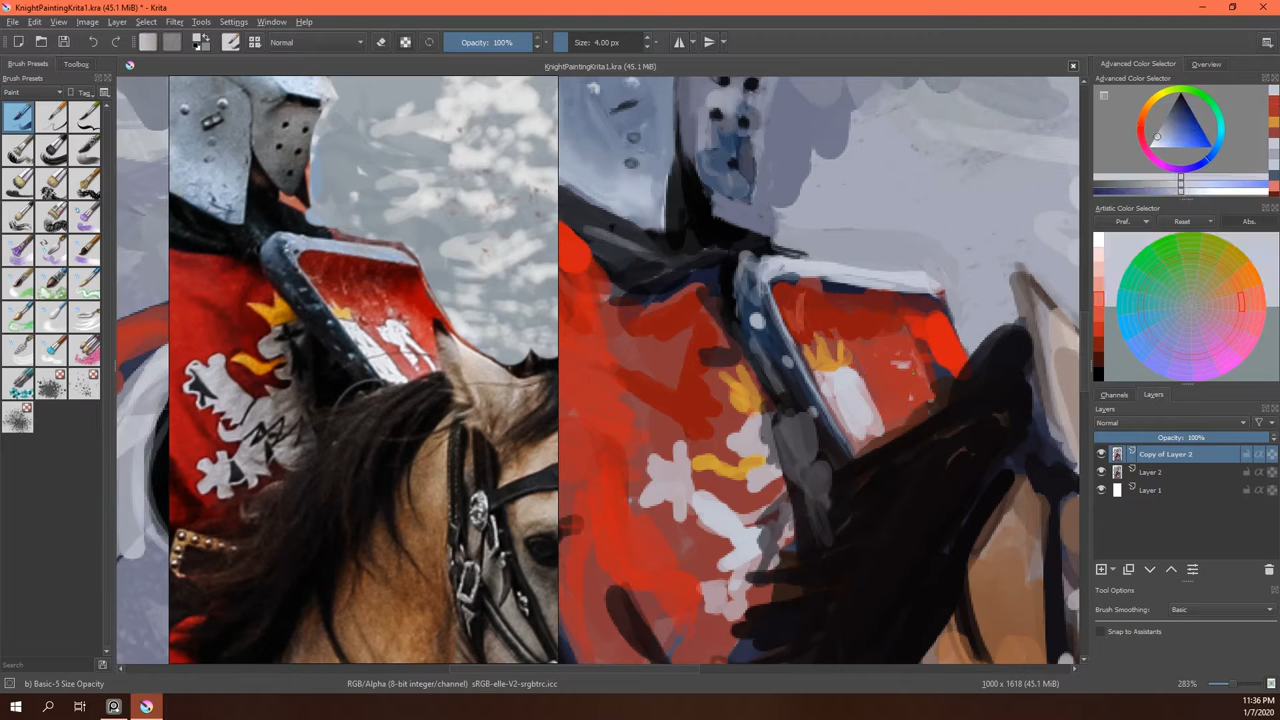 KnightPaintingKrita1.kra (45.1 MiB) * - Krita
File Edit View Image Layer Select Filter Tools Settings Window Help
Normal Opacity: 100% Size: 4.00 px
Brush Presets Toolbox
KnightPaintingKrita1.kra (45.1 MiB)
Advanced Color Selector Overview
Brush Presets
Advanced Color Selector
Paint Tag
Artistic Color Selector
Pref. Reset Abs.
Channels Layers
Layers
Normal
Opacity: 100%
Copy of Layer 2
Layer 2
Layer 1
Tool Options
Brush Smoothing: Basic
Snap to Assistants
Search
b) Basic-5 Size Opacity RGB/Alpha (8-bit integer/channel) sRGB-elle-V2-srgbtrc.icc 1000 x 1618 (45.1 MiB) 283%
11:36 PM
1/7/2020